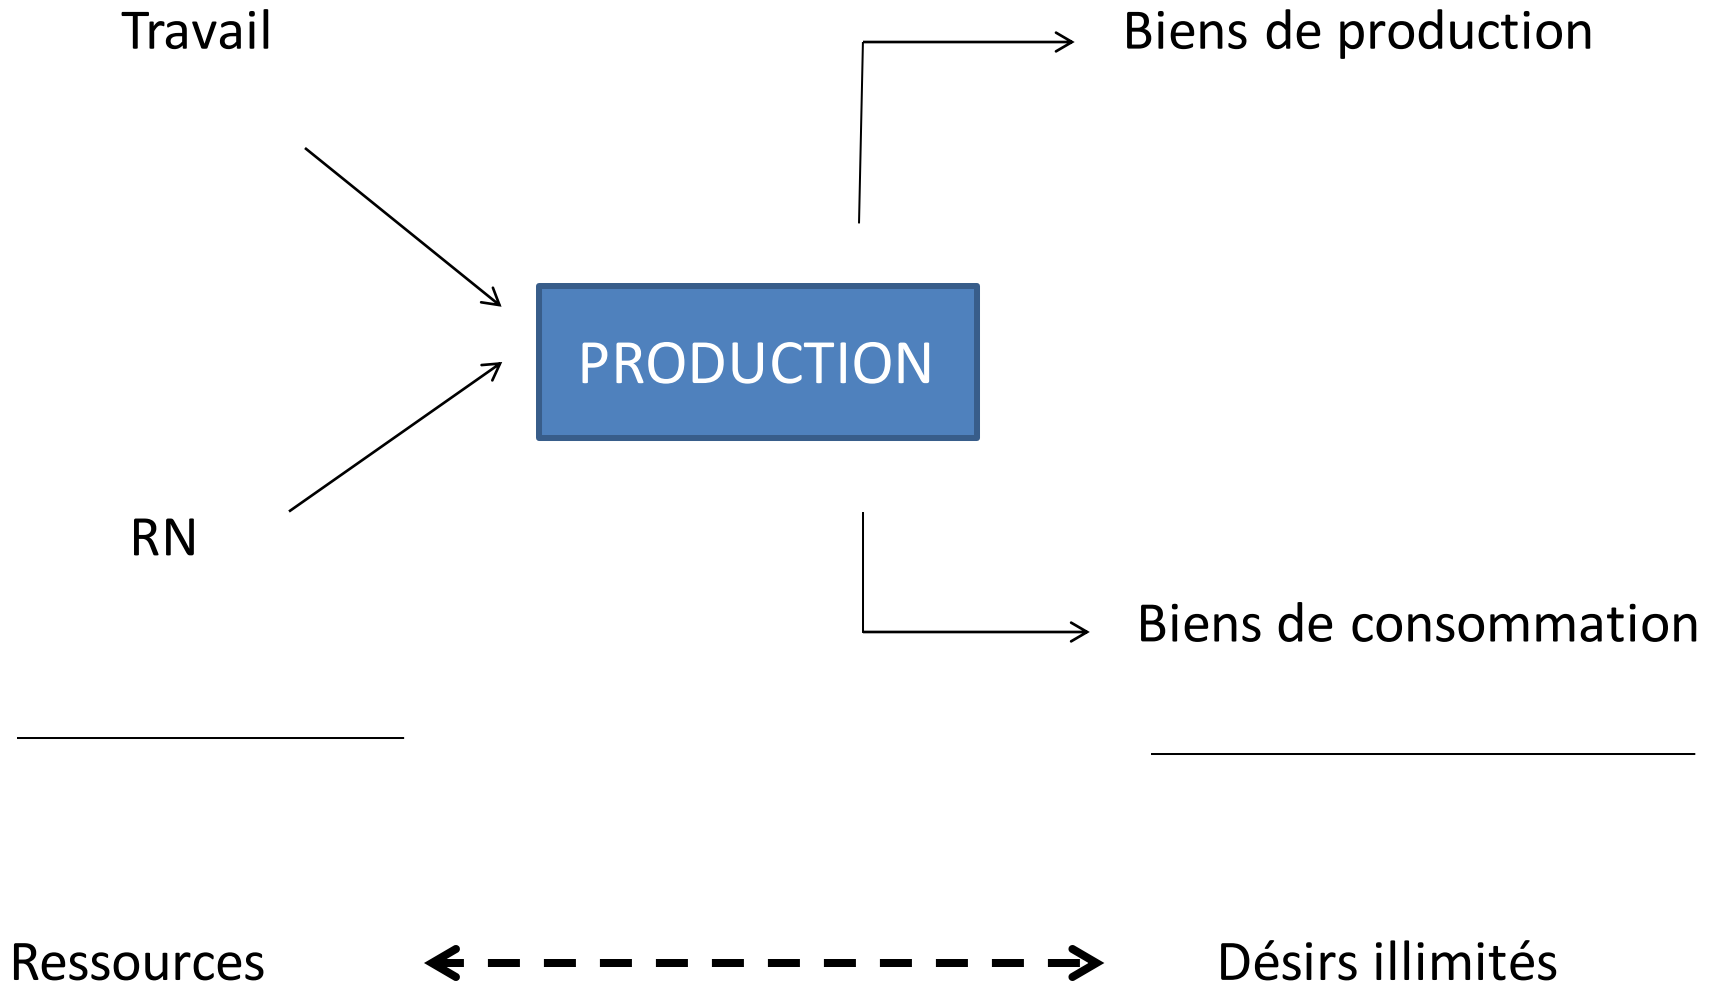 Travail
Biens de production
PRODUCTION
RN
Biens de consommation
Ressources
Désirs illimités